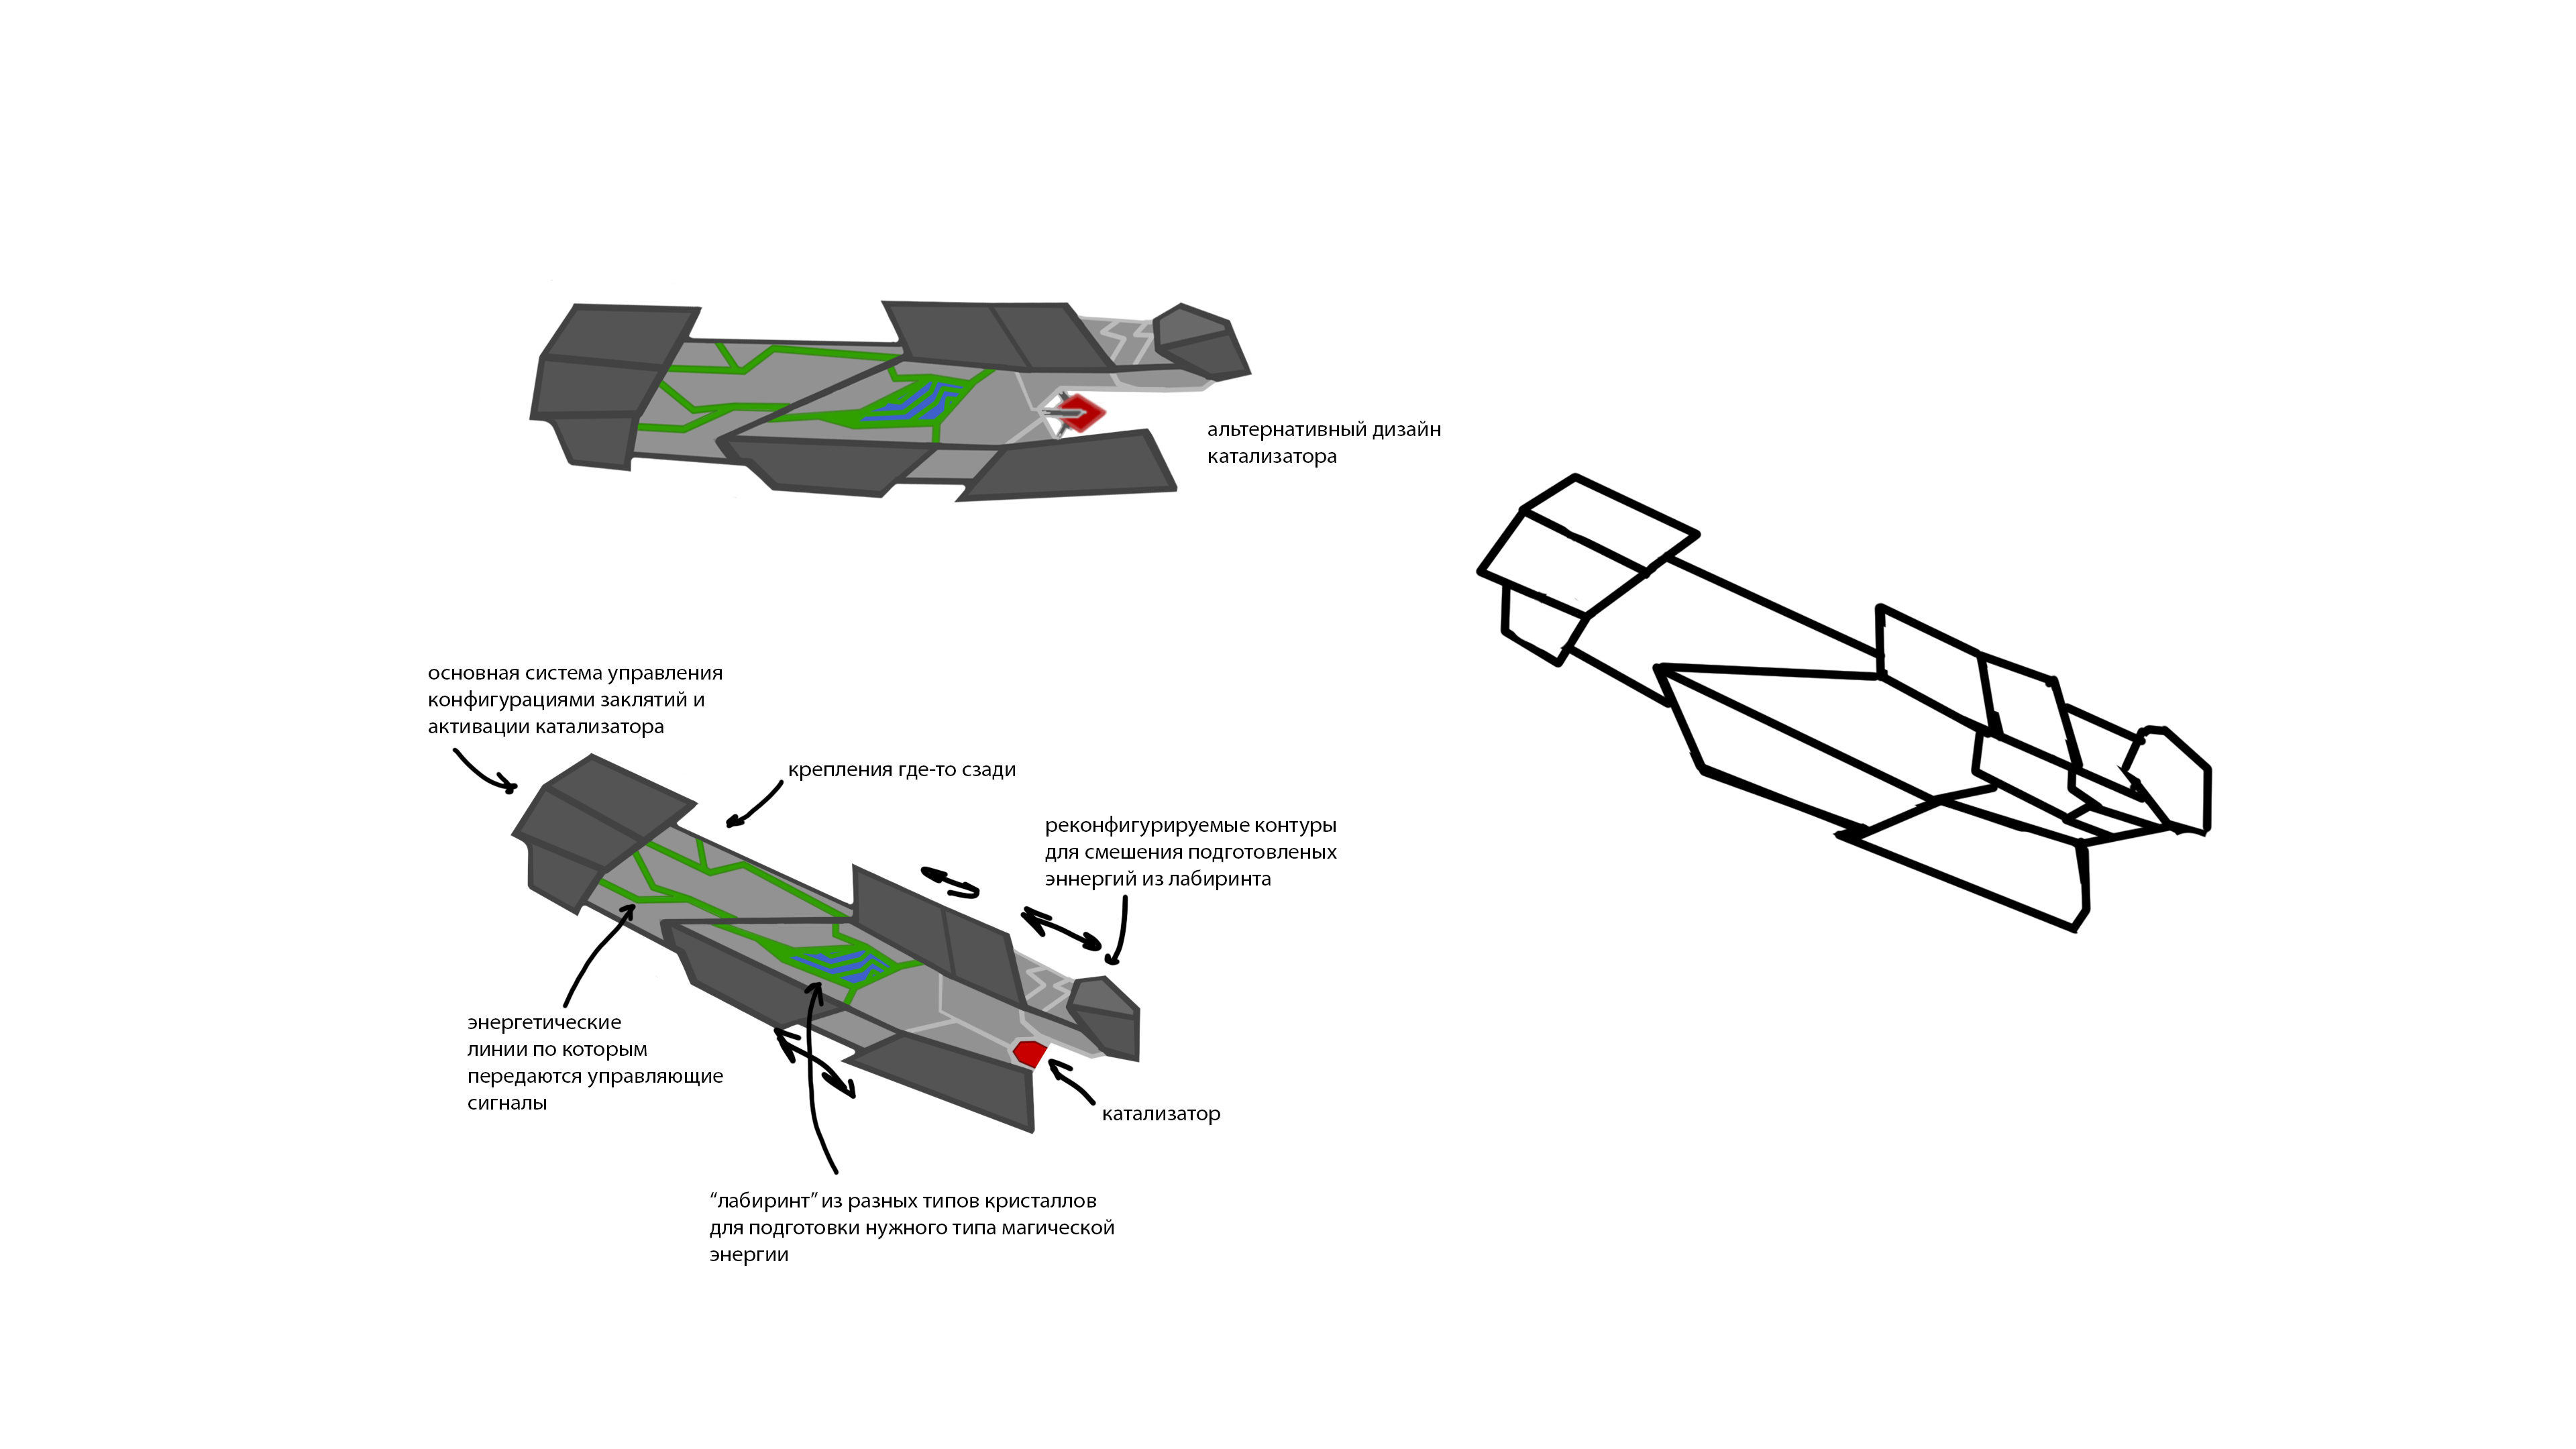 альтернативный дизайн
катализатора
основная система управления
конфигурациями заклятий и
активации катализатора
крепления где-то сзади
реконфигурируемые контуры
для смешения подготовленых
эннергий из лабиринта
энергетические
линии по которым
передаются управляющие
сигналы
катализатор
“лабиринт” из разных типов кристаллов
для подготовки нужного типа магической
энергии